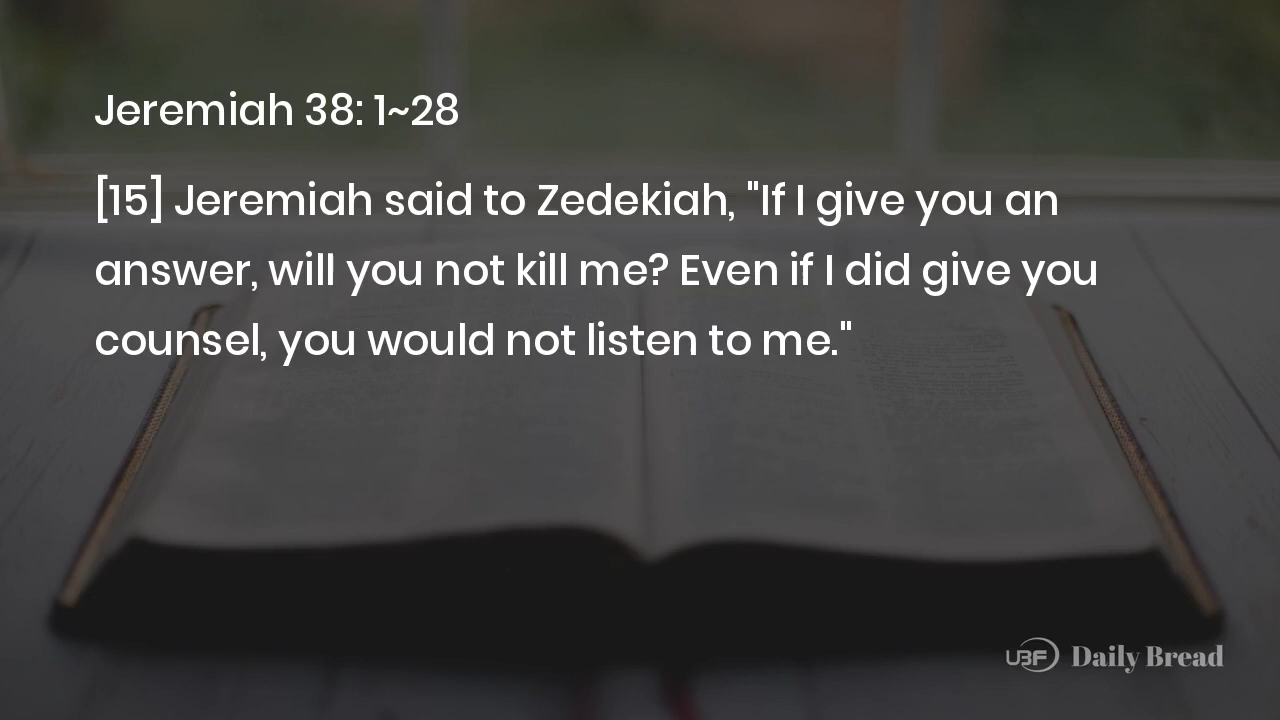 Jeremiah 38: 1~28
[15] Jeremiah said to Zedekiah, "If I give you an
answer, will you not kill me? Even if I did give you
counsel, you would not listen to me."
UBF Daily Bread